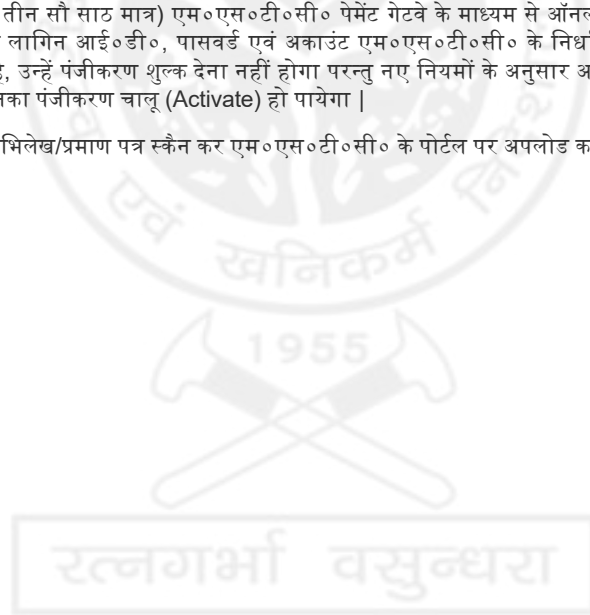 तीन सौ साठ मात्र) एम०एस०टी०सी० पेमेंट गेटवे के माध्यम से
लागिन आई०डी०, पासवर्ड एवं अकाउंट एम०एस०टी०सी० के
उन्हें पंजीकरण शुल्क देना नहीं होगा परन्तु नए नियमों के अनुसार
पंजीकरण चालू (Activate) हो पायेगा |
भिलेख/प्रमाण पत्र स्कैन कर एम०एस०टी०सी० के पोर्टल पर अपलोड
एवं खनिकर्म
1955
रत्नगर्भा वसुन्धरा